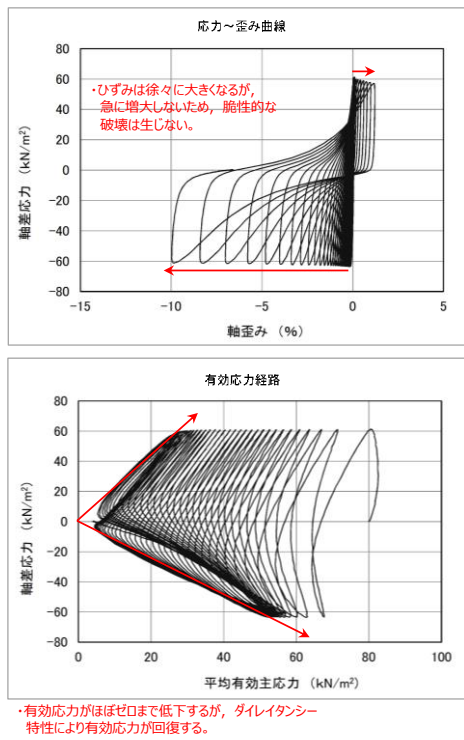 応力～歪み曲線
80
60
40
20
0
-20
-40
-60
-80
軸差応力 (kN/m²)
・ひずみは徐々に大きくなるが，
急に増大しないため，脆性的な
破壊は生じない。
-15
-10
-5
0
5
軸歪み (%)
有効応力経路
80
60
40
20
0
-20
-40
-60
-80
軸差応力 (kN/m²)
0
20
40
60
80
100
平均有効主応力 (kN/m²)
・有効応力がほぼゼロまで低下するが，ダイレイタンシー
特性により有効応力が回復する。